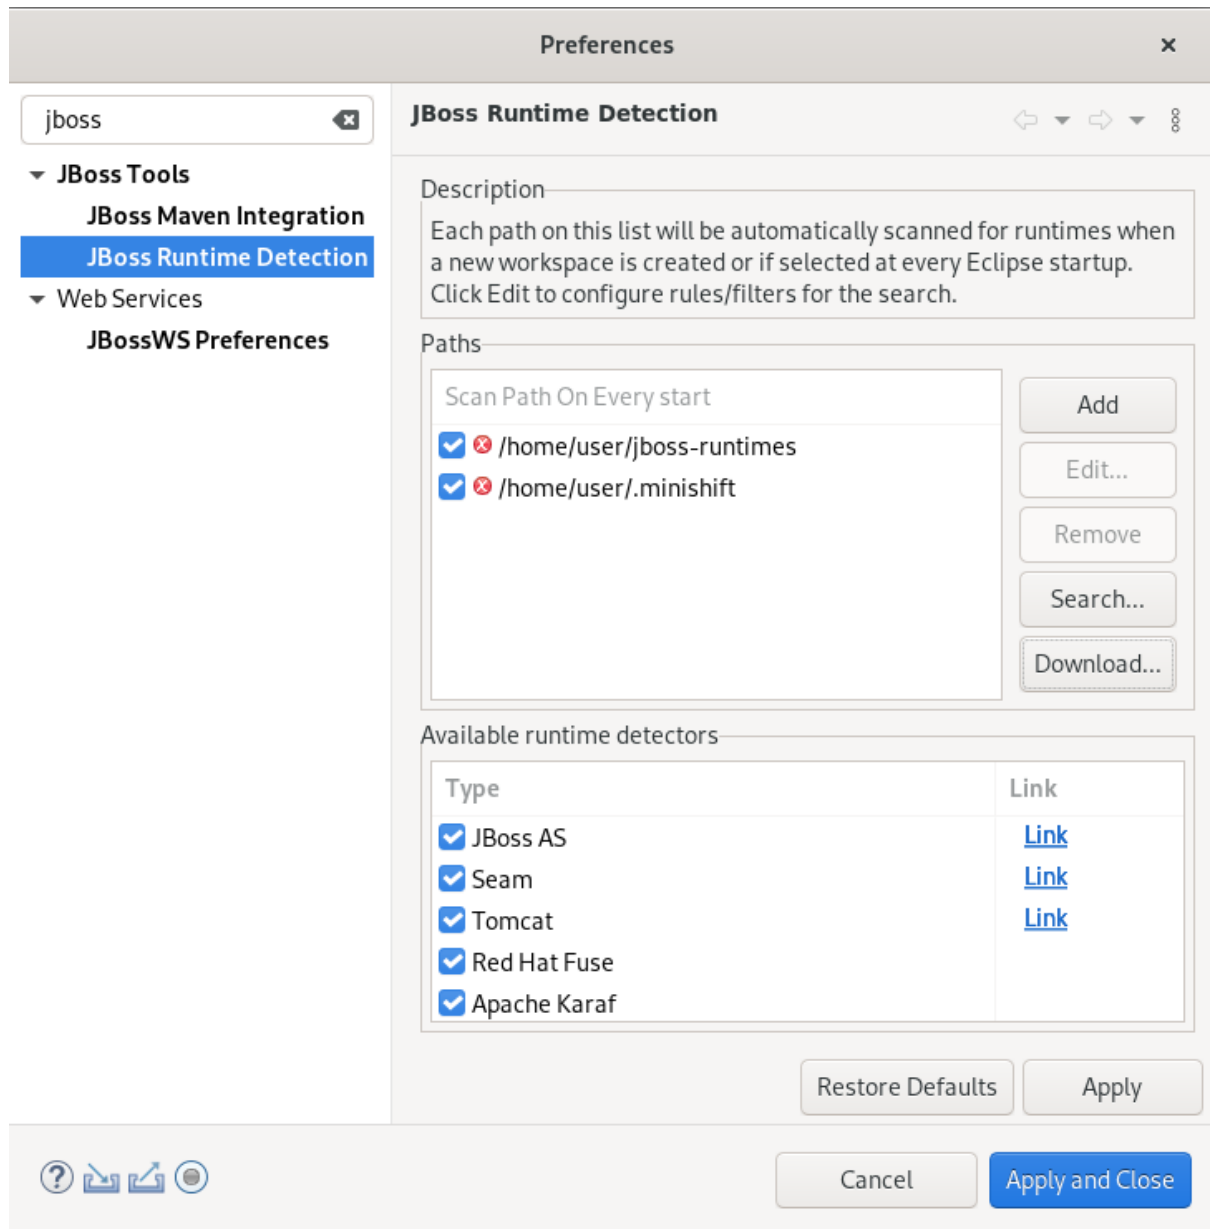 Preferences
jboss
JBoss Tools
JBoss Maven Integration
JBoss Runtime Detection
Web Services
JBossWS Preferences
JBoss Runtime Detection
Description
Each path on this list will be automatically scanned for runtimes when
a new workspace is created or if selected at every Eclipse startup.
Click Edit to configure rules/filters for the search.
Paths
Scan Path On Every start
/home/user/jboss-runtimes
/home/user/.minishift
Add
Edit...
Remove
Search...
Download...
Available runtime detectors
Type Link
JBoss AS Link
Seam Link
Tomcat Link
Red Hat Fuse
Apache Karaf
Restore Defaults Apply
Cancel Apply and Close